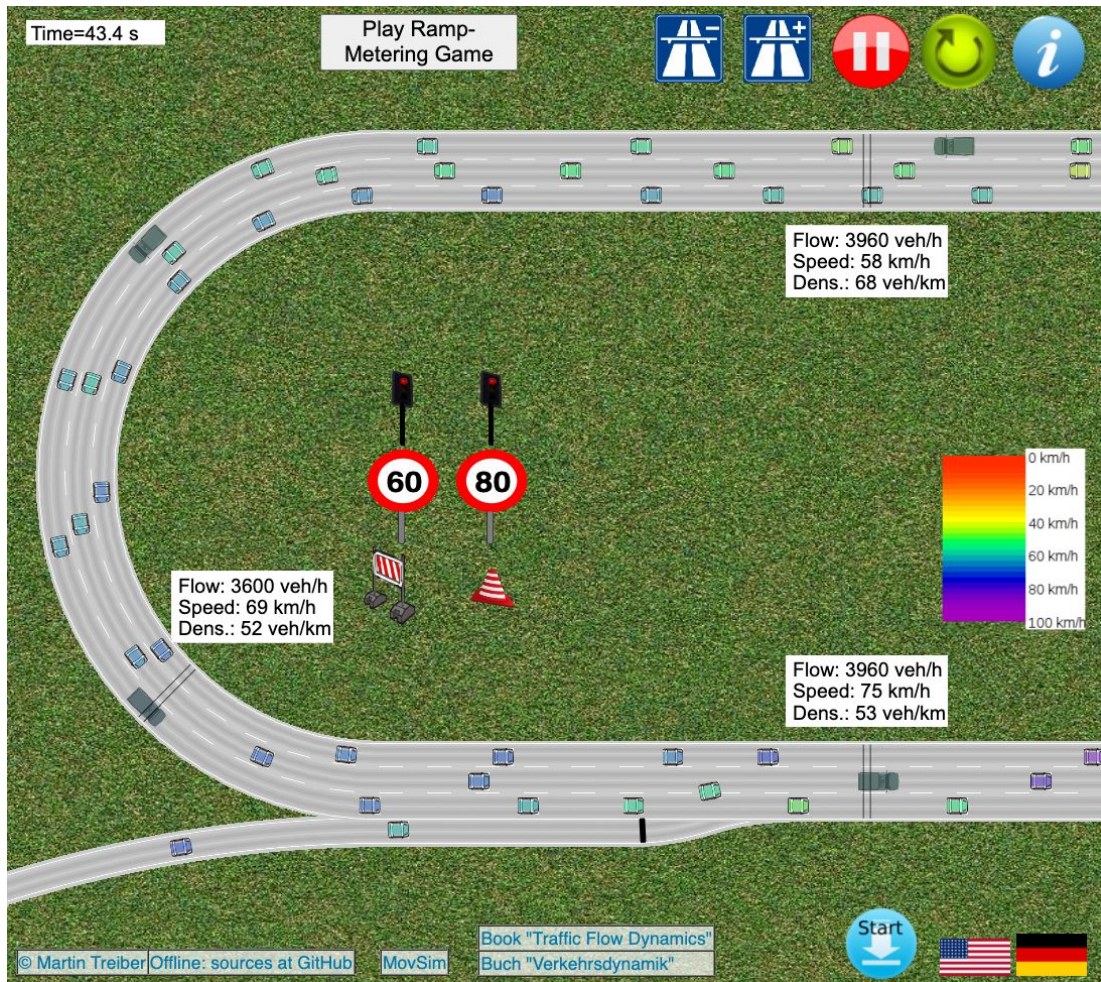 Time=43.4 s
Play Ramp-
Metering Game
Flow: 3960 veh/h
Speed: 58 km/h
Dens.: 68 veh/km
60
80
0 km/h
20 km/h
40 km/h
60 km/h
80 km/h
100 km/h
Flow: 3600 veh/h
Speed: 69 km/h
Dens.: 52 veh/km
Flow: 3960 veh/h
Speed: 75 km/h
Dens.: 53 veh/km
© Martin Treiber
Offline: sources at GitHub
MovSim
Book "Traffic Flow Dynamics"
Buch "Verkehrsdynamik"
Start